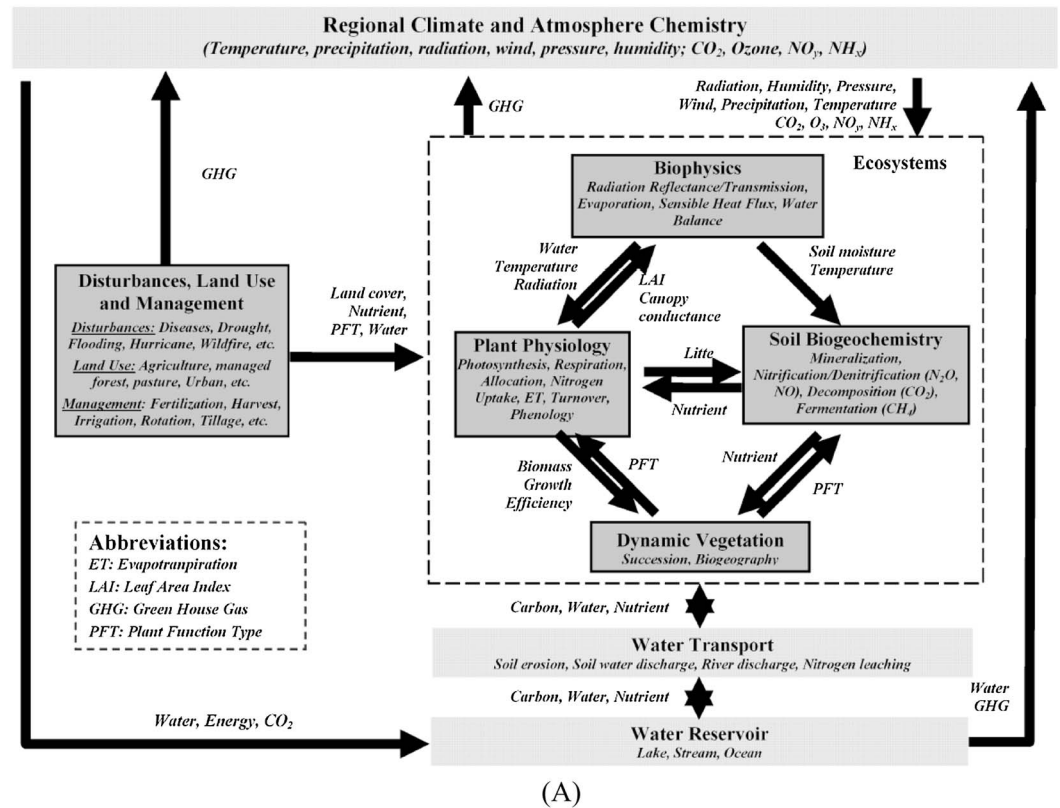 Regional Climate and Atmosphere Chemistry
(Temperature, precipitation, radiation, wind, pressure, humidity; CO₂, Ozone, NOy, NHx)
GHG
Radiation, Humidity, Pressure,
Wind, Precipitation, Temperature
CO₂, O₃, NOy, NHx
GHG
Ecosystems
Biophysics
Radiation Reflectance/Transmission,
Evaporation, Sensible Heat Flux, Water
Balance
Water
Temperature
Radiation
LAI
Canopy
conductance
Soil moisture
Temperature
Disturbances, Land Use
and Management
Disturbances: Diseases, Drought,
Flooding, Hurricane, Wildfire, etc.
Land Use: Agriculture, managed
forest, pasture, Urban, etc.
Management: Fertilization, Harvest,
Irrigation, Rotation, Tillage, etc.
Land cover,
Nutrient,
PFT, Water
Plant Physiology
Photosynthesis, Respiration,
Allocation, Nitrogen
Uptake, ET, Turnover,
Phenology
Litte
Nutrient
Soil Biogeochemistry
Mineralization,
Nitrification/Denitrification (N₂O,
NO), Decomposition (CO₂),
Fermentation (CH₄)
Biomass
Growth
Efficiency
PFT
Nutrient
PFT
Dynamic Vegetation
Succession, Biogeography
Abbreviations:
ET: Evapotranpiration
LAI: Leaf Area Index
GHG: Green House Gas
PFT: Plant Function Type
Carbon, Water, Nutrient
Water Transport
Soil erosion, Soil water discharge, River discharge, Nitrogen leaching
Carbon, Water, Nutrient
Water
GHG
Water, Energy, CO₂
Water Reservoir
Lake, Stream, Ocean
(A)